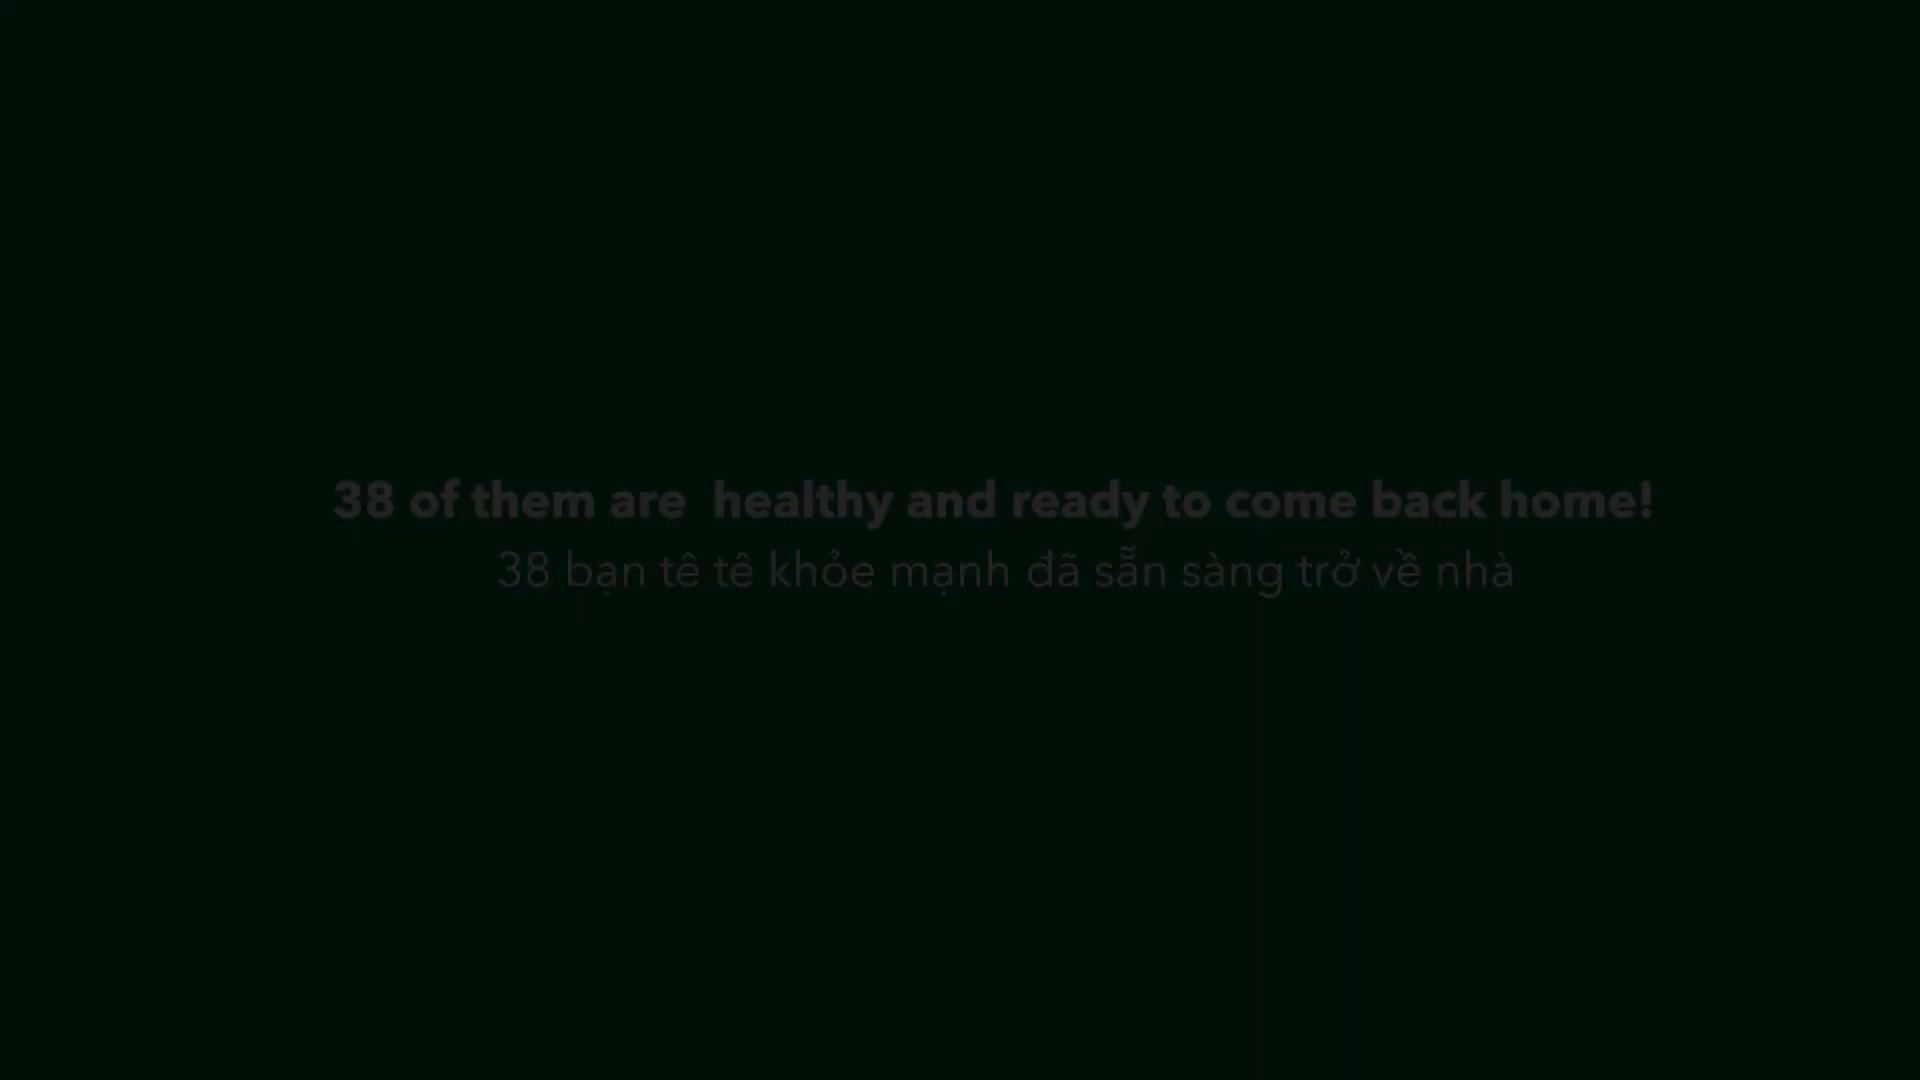 38 of them are  healthy and ready to come back home!
38 bạn tê tê khỏe mạnh đã sẵn sàng trở về nhà